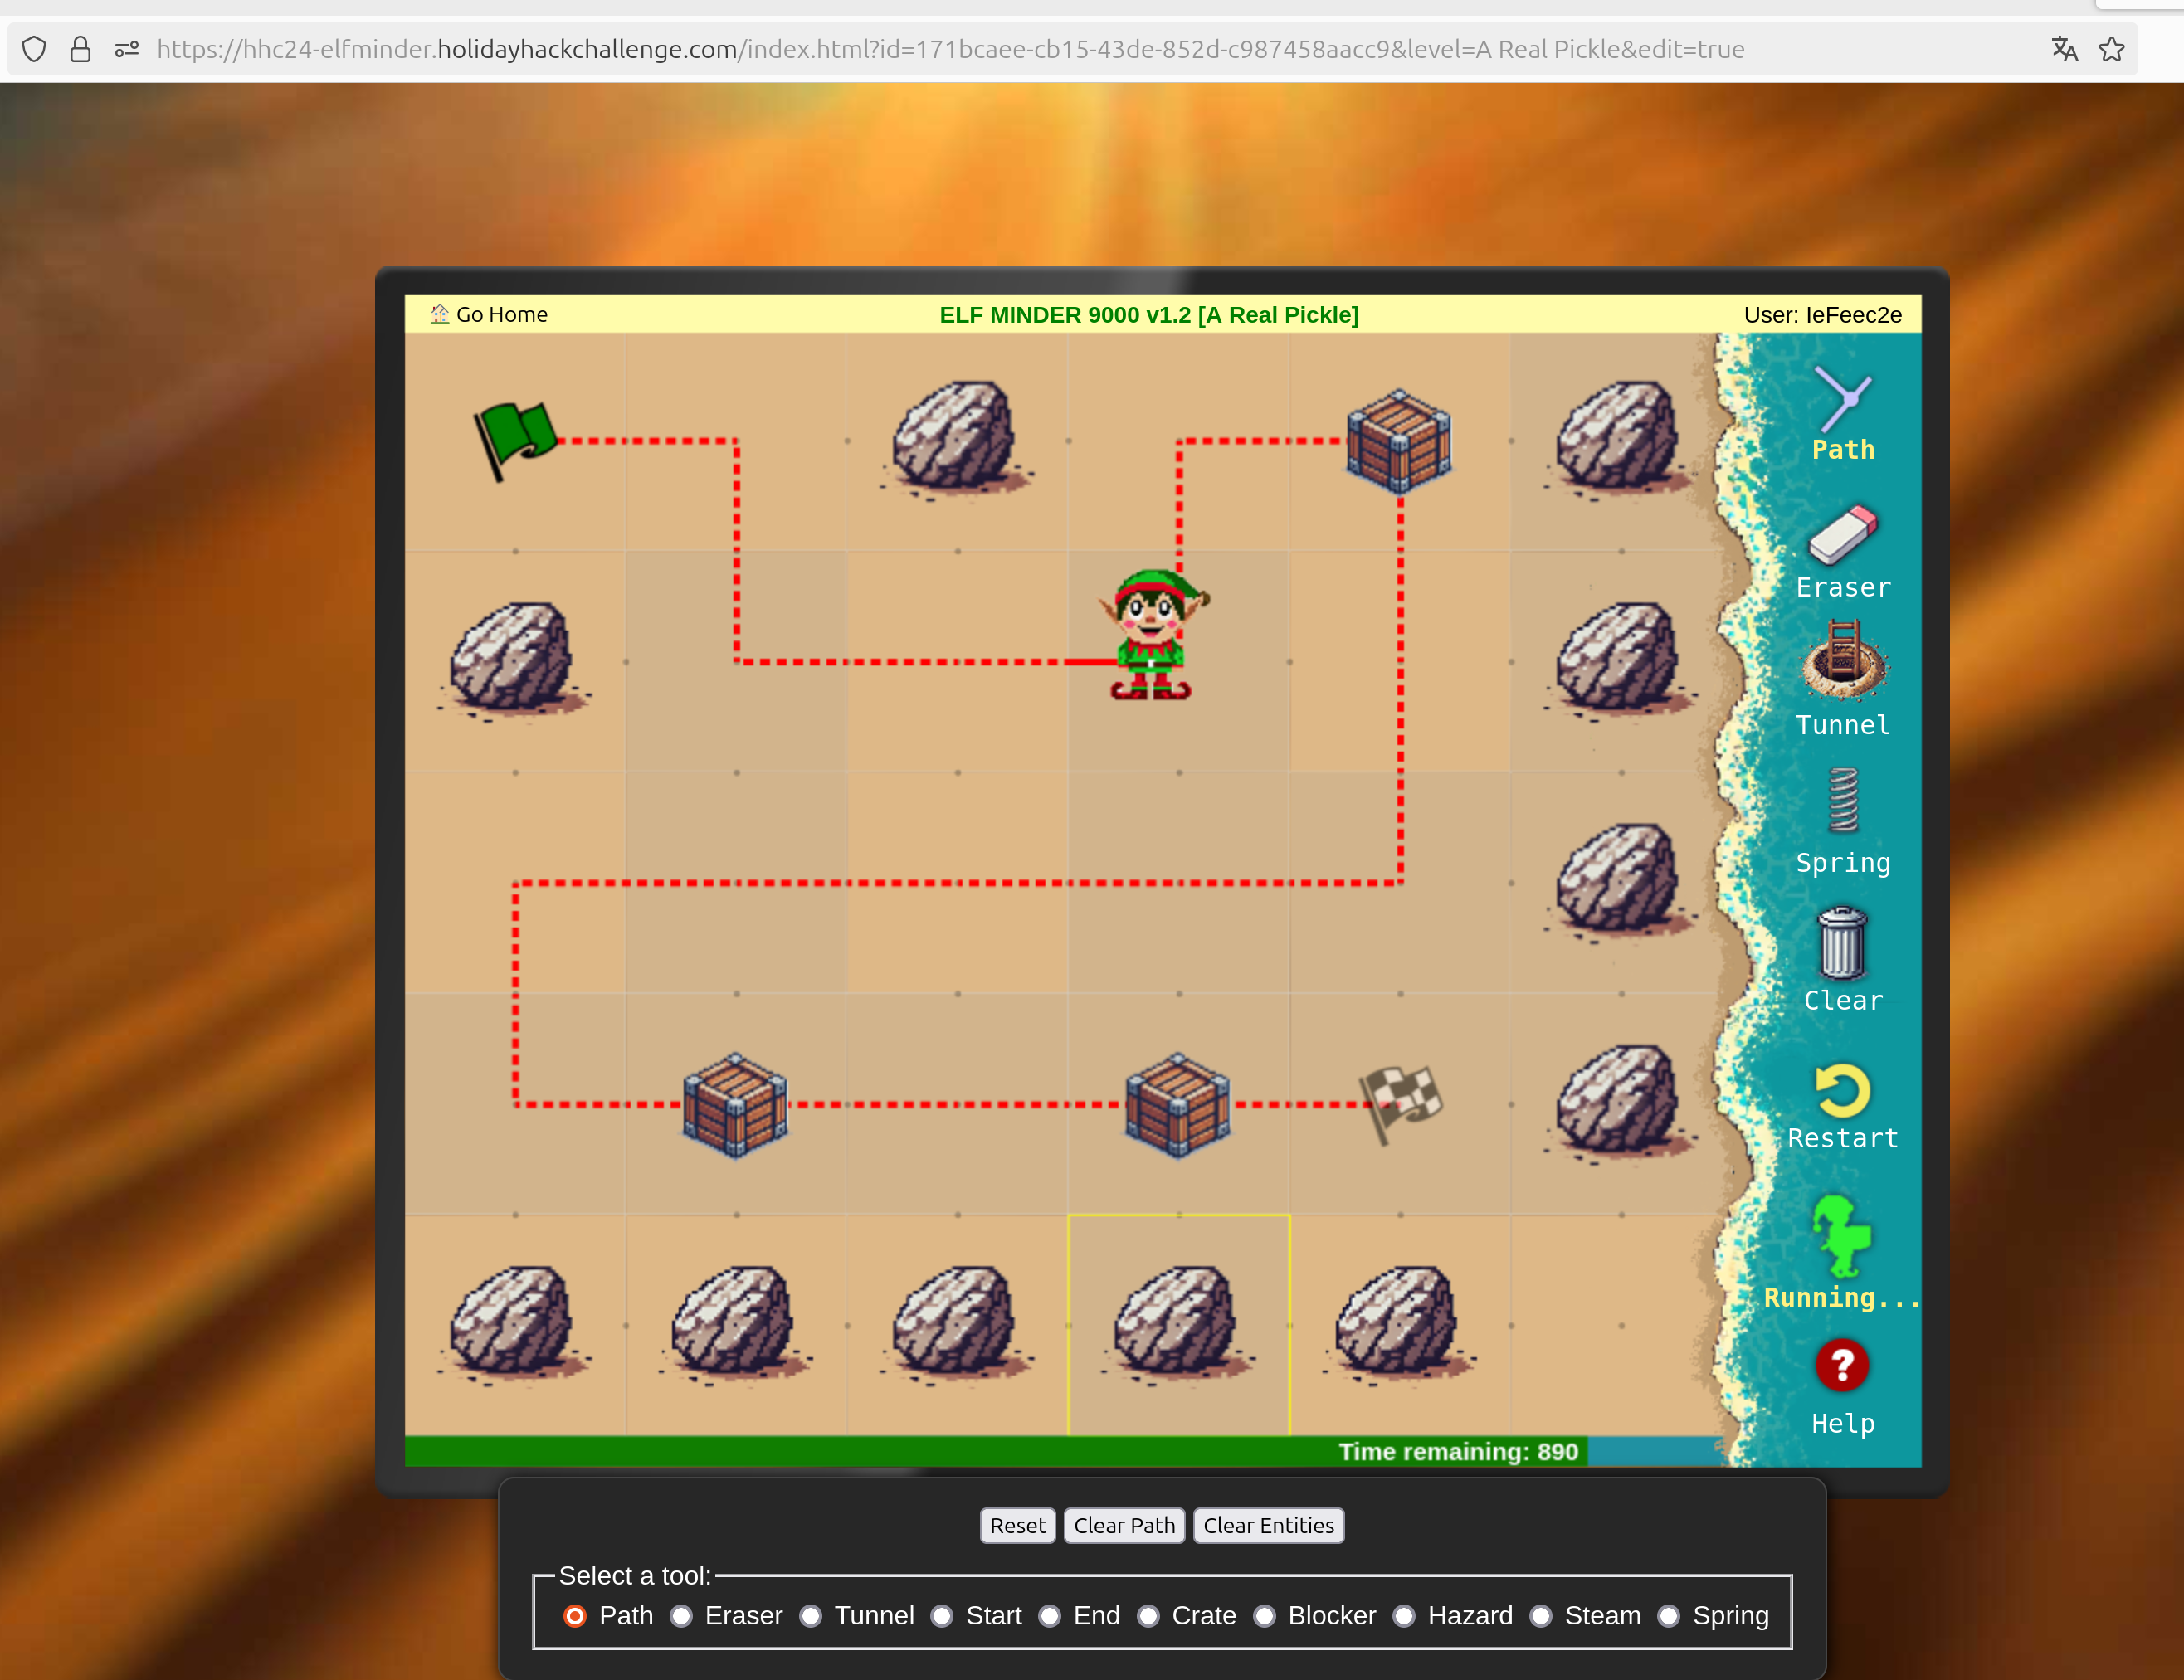 https://hhc24-elfminder.holidayhackchallenge.com/index.html?id=171bcaee-cb15-43de-852d-c987458aacc9&level=A Real Pickle&edit=true
Go Home
ELF MINDER 9000 v1.2 [A Real Pickle]
User: IeFeec2e
Path
Eraser
Tunnel
Spring
Clear
Restart
Running...
Help
Time remaining: 890
Reset Clear Path Clear Entities
Select a tool:
Path Eraser Tunnel Start End Crate Blocker Hazard Steam Spring